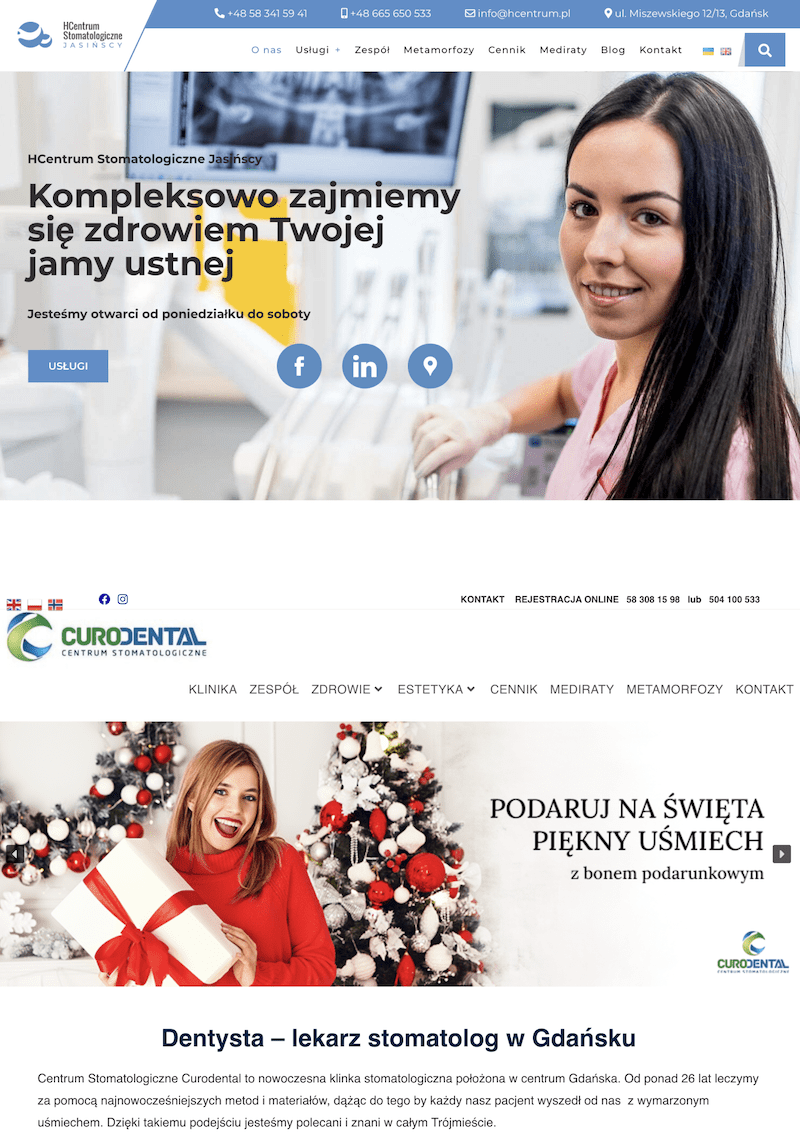 HCentrum
Stomatologiczne
JASIŃSCY
+48 58 341 59 41 +48 665 650 533 info@hcentrum.pl ul. Miszewskiego 12/13, Gdańsk
O nas Usługi + Zespół Metamorfozy Cennik Mediraty Blog Kontakt
HCentrum Stomatologiczne Jasińscy
Kompleksowo zajmiemy
się zdrowiem Twojej
jamy ustnej
Jesteśmy otwarci od poniedziałku do soboty
USŁUGI
KONTAKT REJESTRACJA ONLINE 58 308 15 98 lub 504 100 533
CURODENTAL
CENTRUM STOMATOLOGICZNE
KLINIKA ZESPÓŁ ZDROWIE ESTETYKA CENNIK MEDIRATY METAMORFOZY KONTAKT
PODARUJ NA ŚWIĘTA
PIĘKNY UŚMIECH
z bonem podarunkowym
CURODENTAL
CENTRUM STOMATOLOGICZNE
Dentysta – lekarz stomatolog w Gdańsku
Centrum Stomatologiczne Curodental to nowoczesna klinka stomatologiczna położona w centrum Gdańska. Od ponad 26 lat leczymy
za pomocą najnowocześniejszych metod i materiałów, dążąc do tego by każdy nasz pacjent wyszedł od nas z wymarzonym
uśmiechem. Dzięki takiemu podejściu jesteśmy polecani i znani w całym Trójmieście.